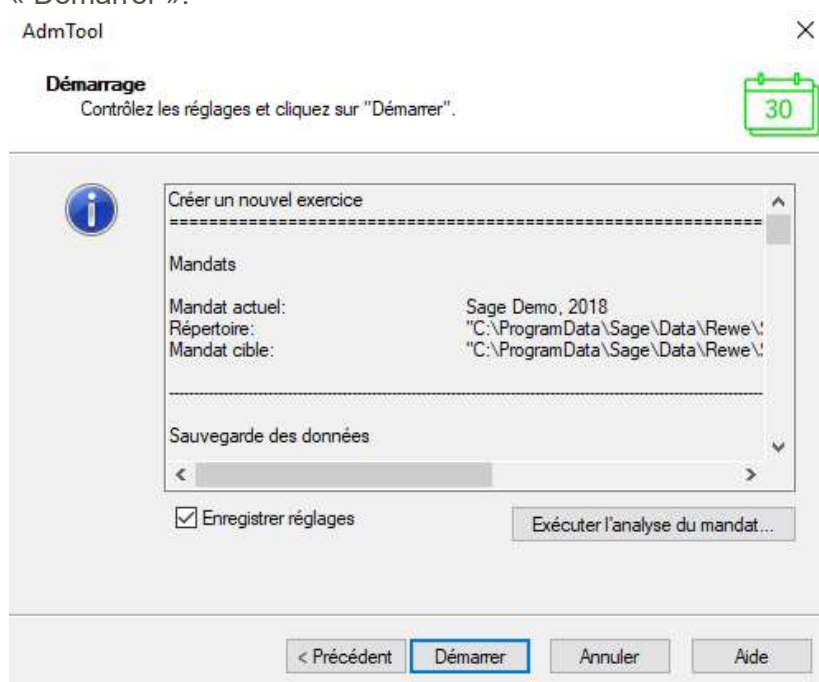 « Démarrer ».
AdmTool
Démarrage
Contrôlez les réglages et cliquez sur "Démarrer".
30
Créer un nouvel exercice
================================================================
Mandats
Mandat actuel: Sage Demo, 2018
Répertoire: "C:\ProgramData\Sage\Data\Rewe\
Mandat cible: "C:\ProgramData\Sage\Data\Rewe\
Sauvegarde des données
Enregistrer réglages
Exécuter l'analyse du mandat...
< Précédent Démarrer Annuler Aide